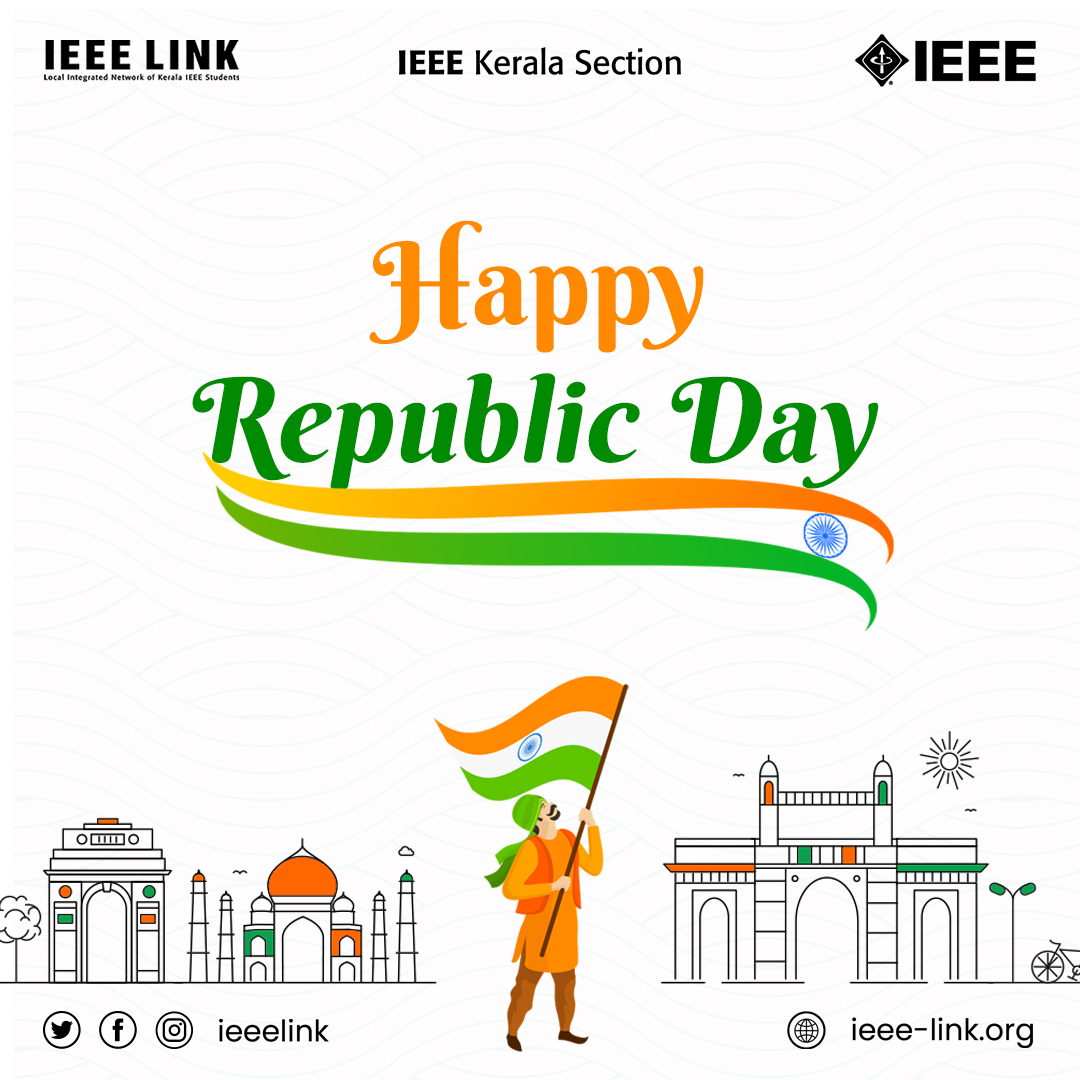 IEEE LINK
Local Integrated Network of Kerala IEEE Students
IEEE Kerala Section
IEEE
Happy
Republic Day
ieeelink
ieee-link.org